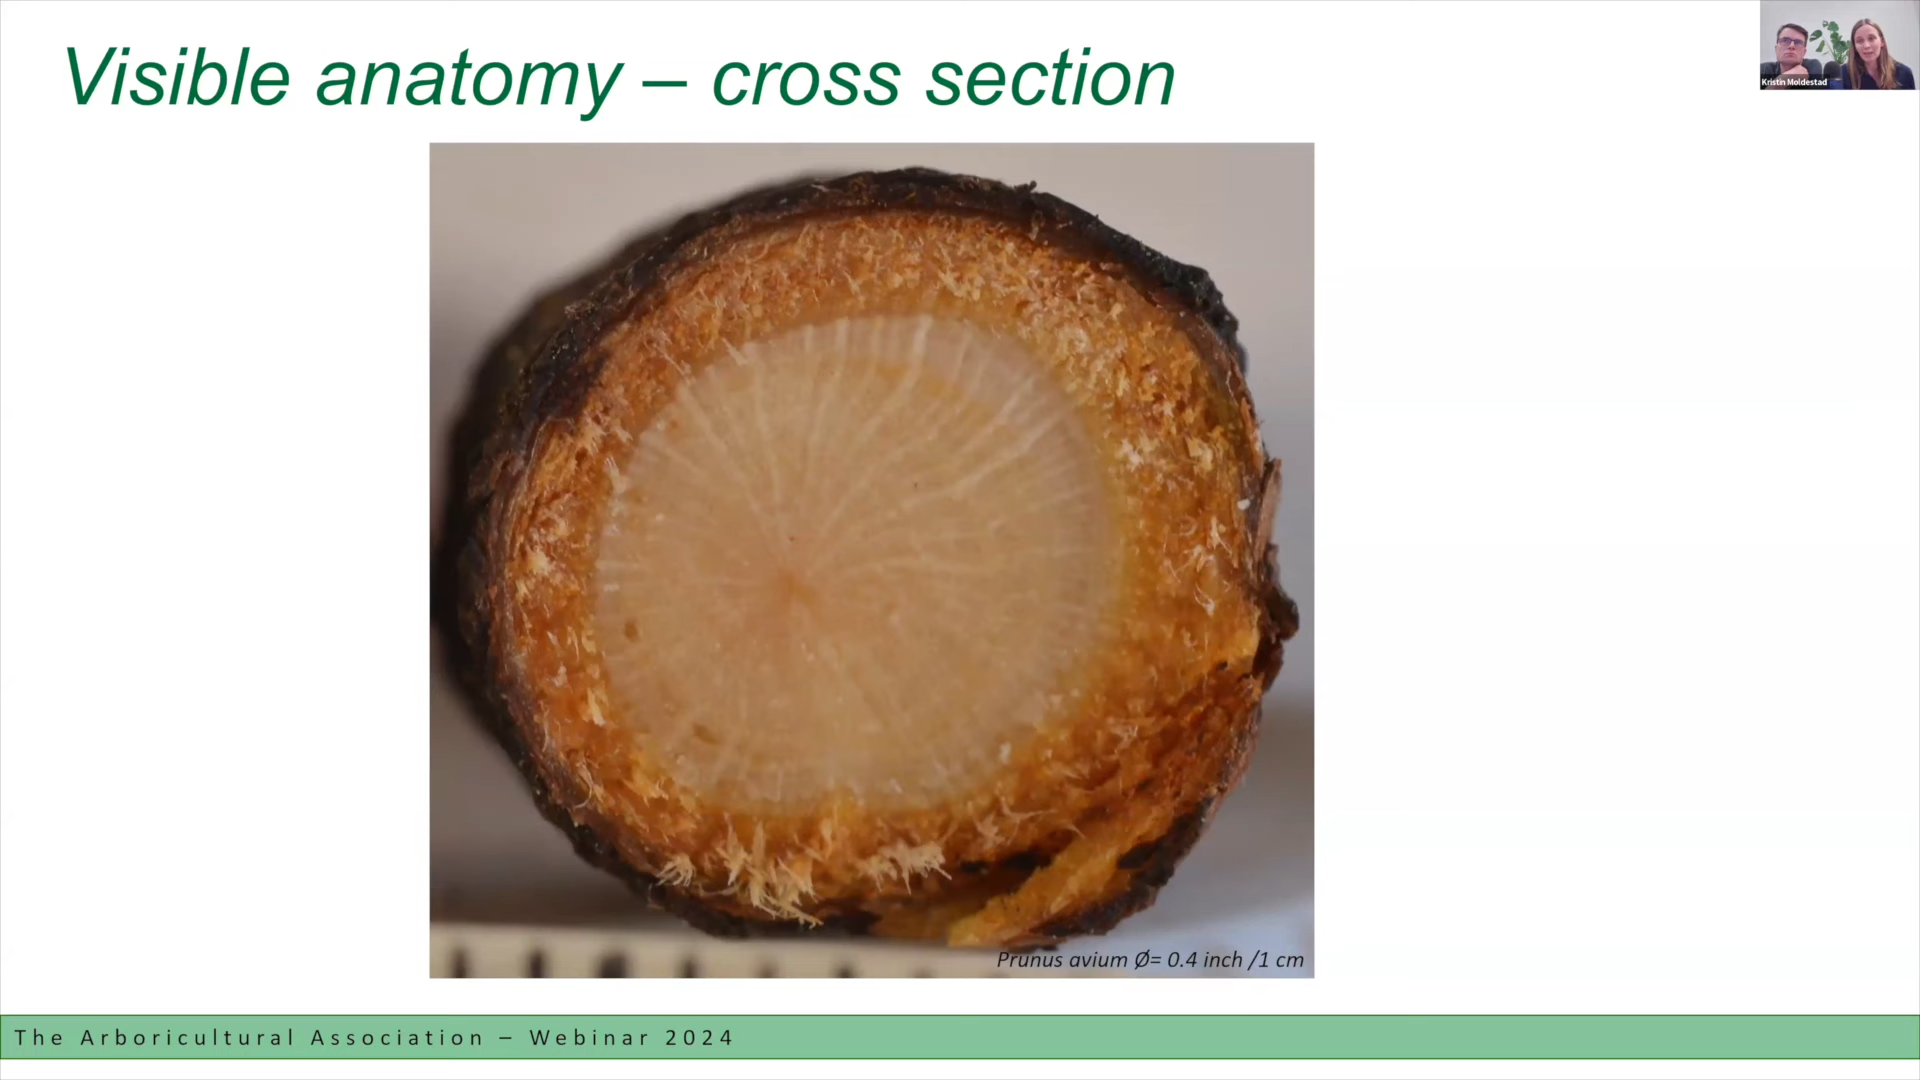 Visible anatomy – cross section
Kristin Moldestad
Prunus avium Ø= 0.4 inch /1 cm
The Arboricultural Association – Webinar 2024